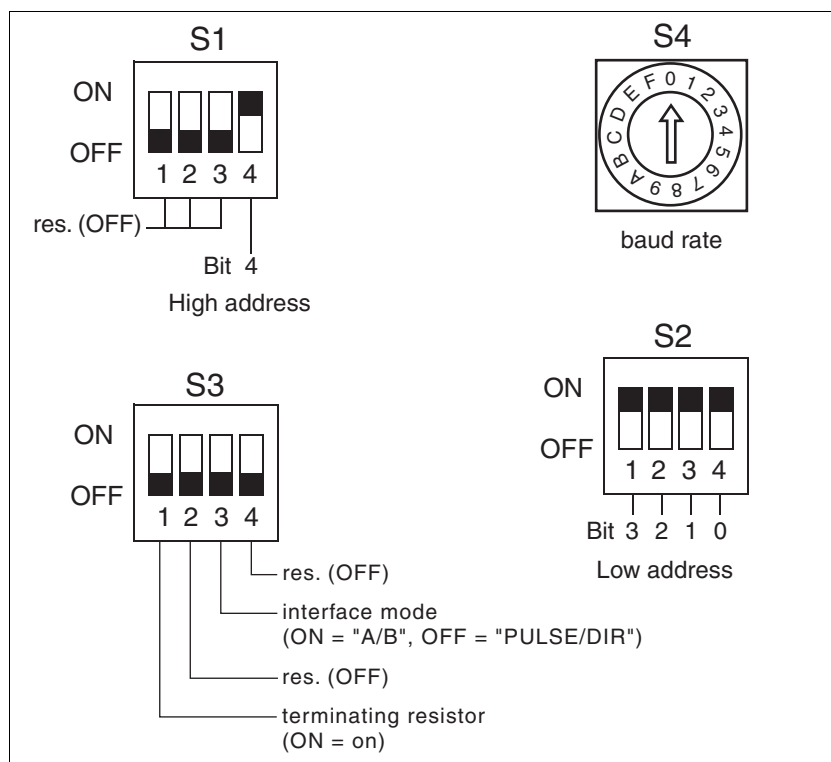 S1
ON
OFF
1 2 3 4
res. (OFF)
Bit 4
High address
S4
F 0 1 2 3 4 5 6 7 8 9 A B C D E
baud rate
S3
ON
OFF
1 2 3 4
res. (OFF)
interface mode
(ON = "A/B", OFF = "PULSE/DIR")
res. (OFF)
terminating resistor
(ON = on)
S2
ON
OFF
1 2 3 4
Bit 3 2 1 0
Low address